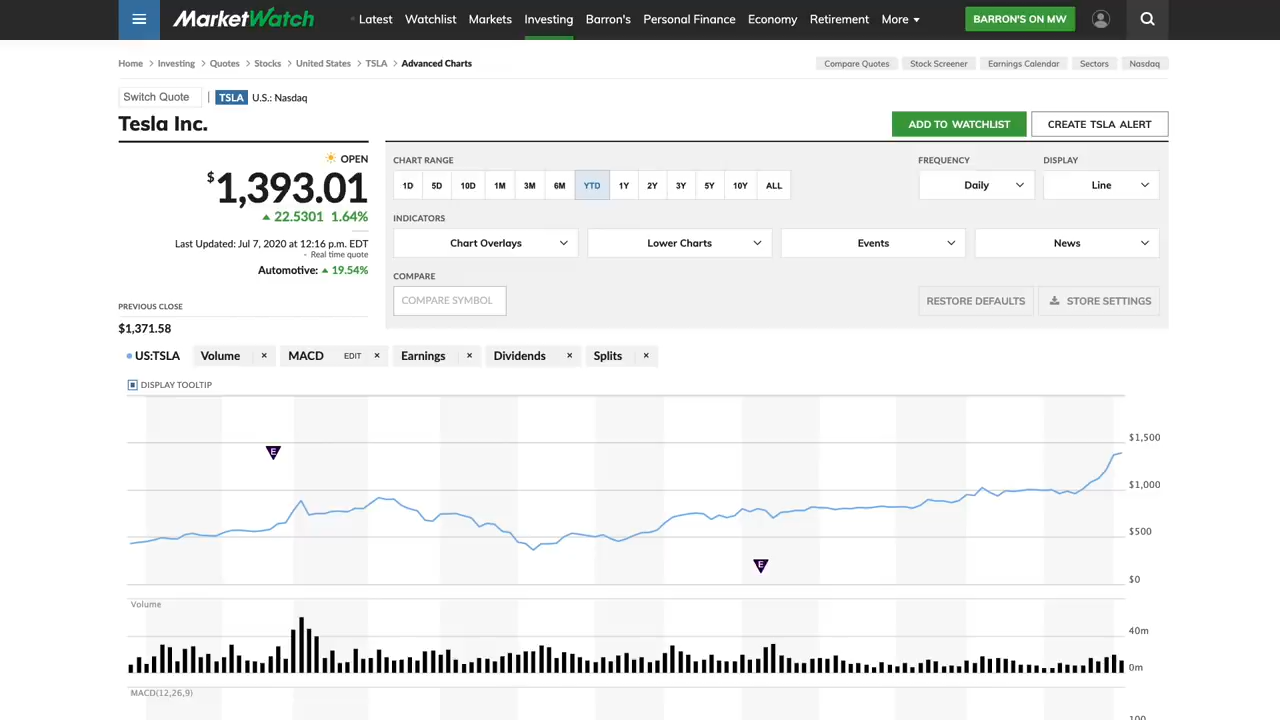 MarketWatch
Latest Watchlist Markets Investing Barron's Personal Finance Economy Retirement More
BARRON'S ON MW
Home > Investing > Quotes > Stocks > United States > TSLA > Advanced Charts
Compare Quotes Stock Screener Earnings Calendar Sectors Nasdaq
Switch Quote | TSLA U.S.: Nasdaq
Tesla Inc.
ADD TO WATCHLIST CREATE TSLA ALERT
OPEN
$1,393.01
22.5301 1.64%
Last Updated: Jul 7, 2020 at 12:16 p.m. EDT
- Real time quote
Automotive: 19.54%
PREVIOUS CLOSE
$1,371.58
CHART RANGE
1D 5D 10D 1M 3M 6M YTD 1Y 2Y 3Y 5Y 10Y ALL
FREQUENCY
Daily
DISPLAY
Line
INDICATORS
Chart Overlays Lower Charts Events News
COMPARE
COMPARE SYMBOL
RESTORE DEFAULTS STORE SETTINGS
US:TSLA Volume × MACD EDIT × Earnings × Dividends × Splits ×
DISPLAY TOOLTIP
E
E
$1,500
$1,000
$500
$0
Volume
40m
0m
MACD(12,26,9)
100